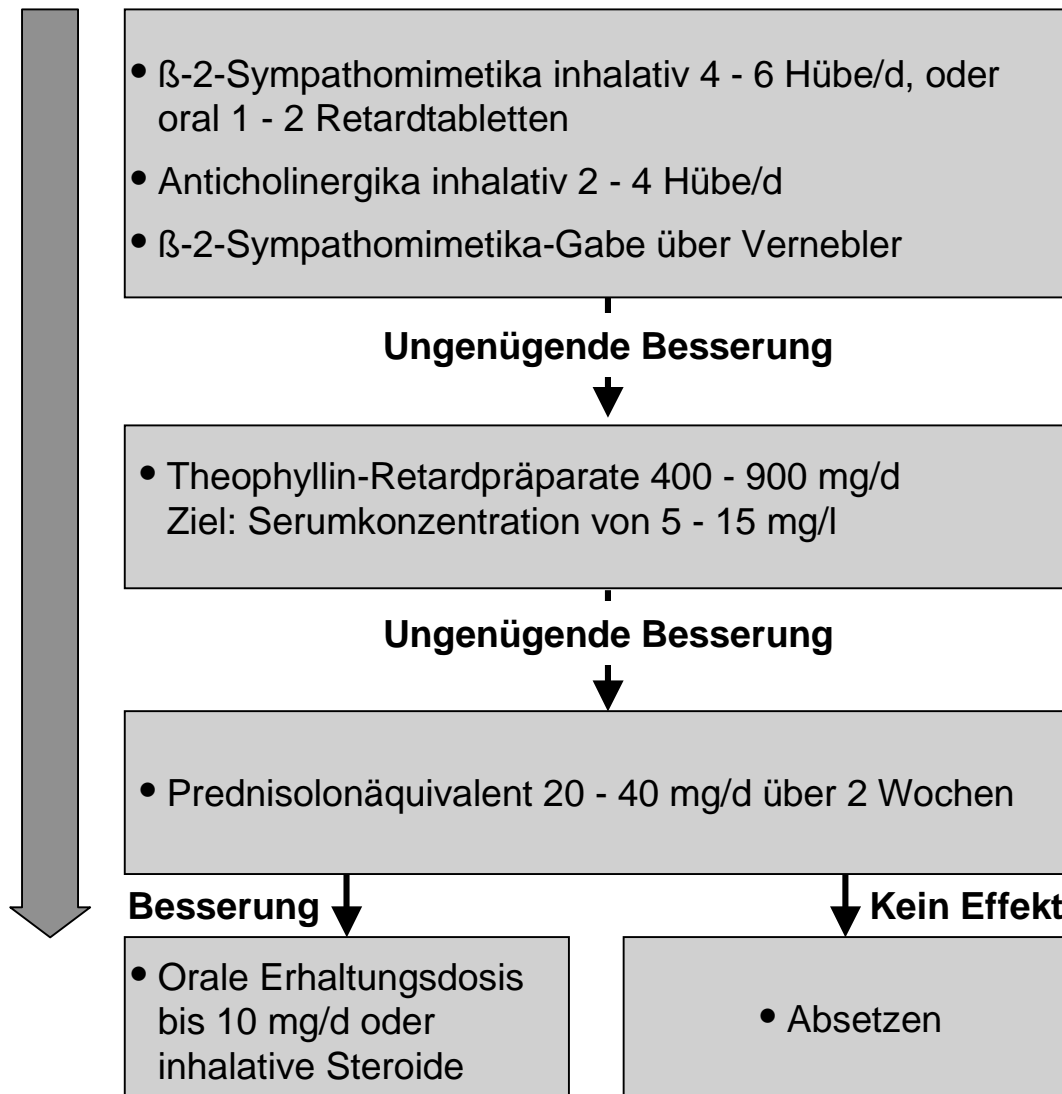 • ß-2-Sympathomimetika inhalativ 4 - 6 Hübe/d, oder
oral 1 - 2 Retardtabletten
• Anticholinergika inhalativ 2 - 4 Hübe/d
• ß-2-Sympathomimetika-Gabe über Vernebler
Ungenügende Besserung
• Theophyllin-Retardpräparate 400 - 900 mg/d
Ziel: Serumkonzentration von 5 - 15 mg/l
Ungenügende Besserung
• Prednisolonäquivalent 20 - 40 mg/d über 2 Wochen
Besserung
Kein Effekt
• Orale Erhaltungsdosis
bis 10 mg/d oder
inhalative Steroide
• Absetzen